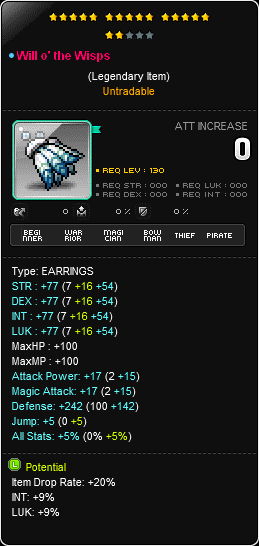 Will o' the Wisps
(Legendary Item)
Untradable
ATT INCREASE
0
REQ LEV : 130
REQ STR : 000 REQ LUK : 000
REQ DEX : 000 REQ INT : 000
0 0 % 0 %
BEGINNER WARRIOR MAGICIAN BOWMAN THIEF PIRATE
Type: EARRINGS
STR : +77 (7 +16 +54)
DEX : +77 (7 +16 +54)
INT : +77 (7 +16 +54)
LUK : +77 (7 +16 +54)
MaxHP : +100
MaxMP : +100
Attack Power: +17 (2 +15)
Magic Attack: +17 (2 +15)
Defense: +242 (100 +142)
Jump: +5 (0 +5)
All Stats: +5% (0% +5%)
L Potential
Item Drop Rate: +20%
INT: +9%
LUK: +9%